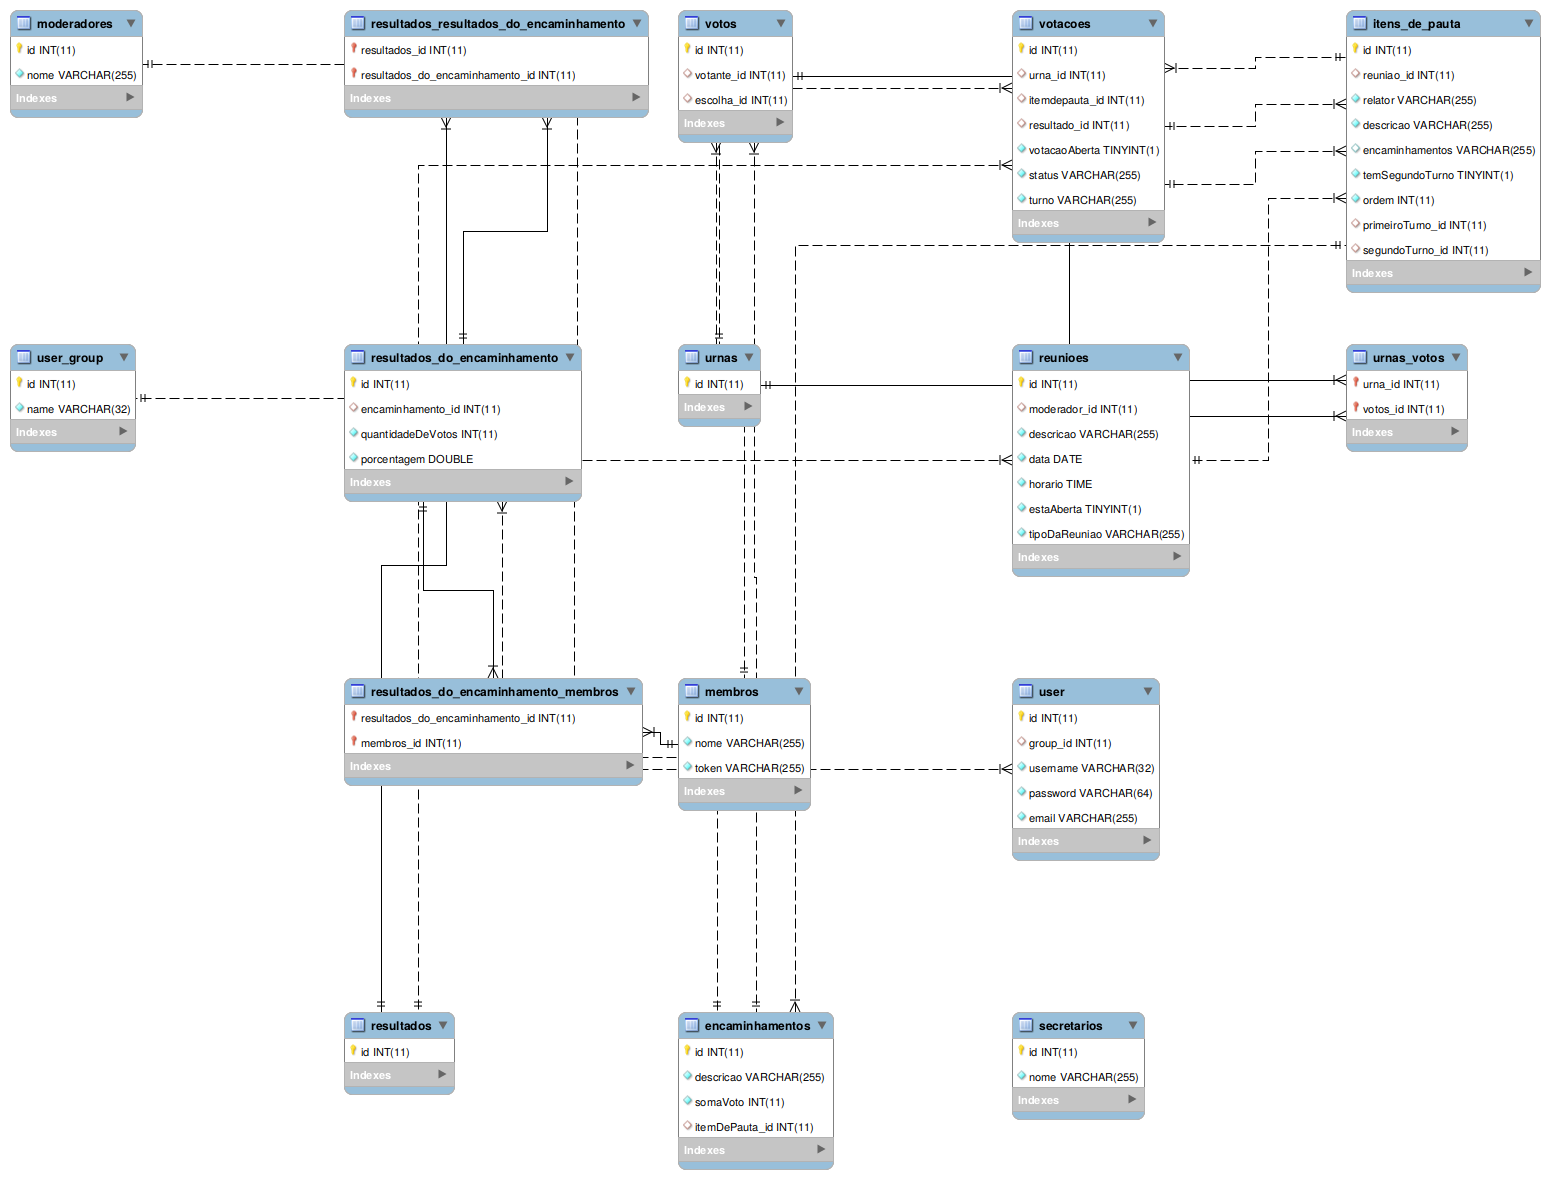 moderadores
id INT(11)
nome VARCHAR(255)
Indexes
resultados_resultados_do_encaminhamento
resultados_id INT(11)
resultados_do_encaminhamento_id INT(11)
Indexes
votos
id INT(11)
votante_id INT(11)
escolha_id INT(11)
Indexes
votacoes
id INT(11)
urna_id INT(11)
itemdepauta_id INT(11)
resultado_id INT(11)
votacaoAberta TINYINT(1)
status VARCHAR(255)
turno VARCHAR(255)
Indexes
itens_de_pauta
id INT(11)
reuniao_id INT(11)
relator VARCHAR(255)
descricao VARCHAR(255)
encaminhamentos VARCHAR(255)
temSegundoTurno TINYINT(1)
ordem INT(11)
primeiroTurno_id INT(11)
segundoTurno_id INT(11)
Indexes
user_group
id INT(11)
name VARCHAR(32)
Indexes
resultados_do_encaminhamento
id INT(11)
encaminhamento_id INT(11)
quantidadeDeVotos INT(11)
porcentagem DOUBLE
Indexes
urnas
id INT(11)
Indexes
reunioes
id INT(11)
moderador_id INT(11)
descricao VARCHAR(255)
data DATE
horario TIME
estaAberta TINYINT(1)
tipoDaReuniao VARCHAR(255)
Indexes
urnas_votos
urna_id INT(11)
votos_id INT(11)
Indexes
resultados_do_encaminhamento_membros
resultados_do_encaminhamento_id INT(11)
membros_id INT(11)
Indexes
membros
id INT(11)
nome VARCHAR(255)
token VARCHAR(255)
Indexes
user
id INT(11)
group_id INT(11)
username VARCHAR(32)
password VARCHAR(64)
email VARCHAR(255)
Indexes
resultados
id INT(11)
Indexes
encaminhamentos
id INT(11)
descricao VARCHAR(255)
somaVoto INT(11)
itemDePauta_id INT(11)
Indexes
secretarios
id INT(11)
nome VARCHAR(255)
Indexes